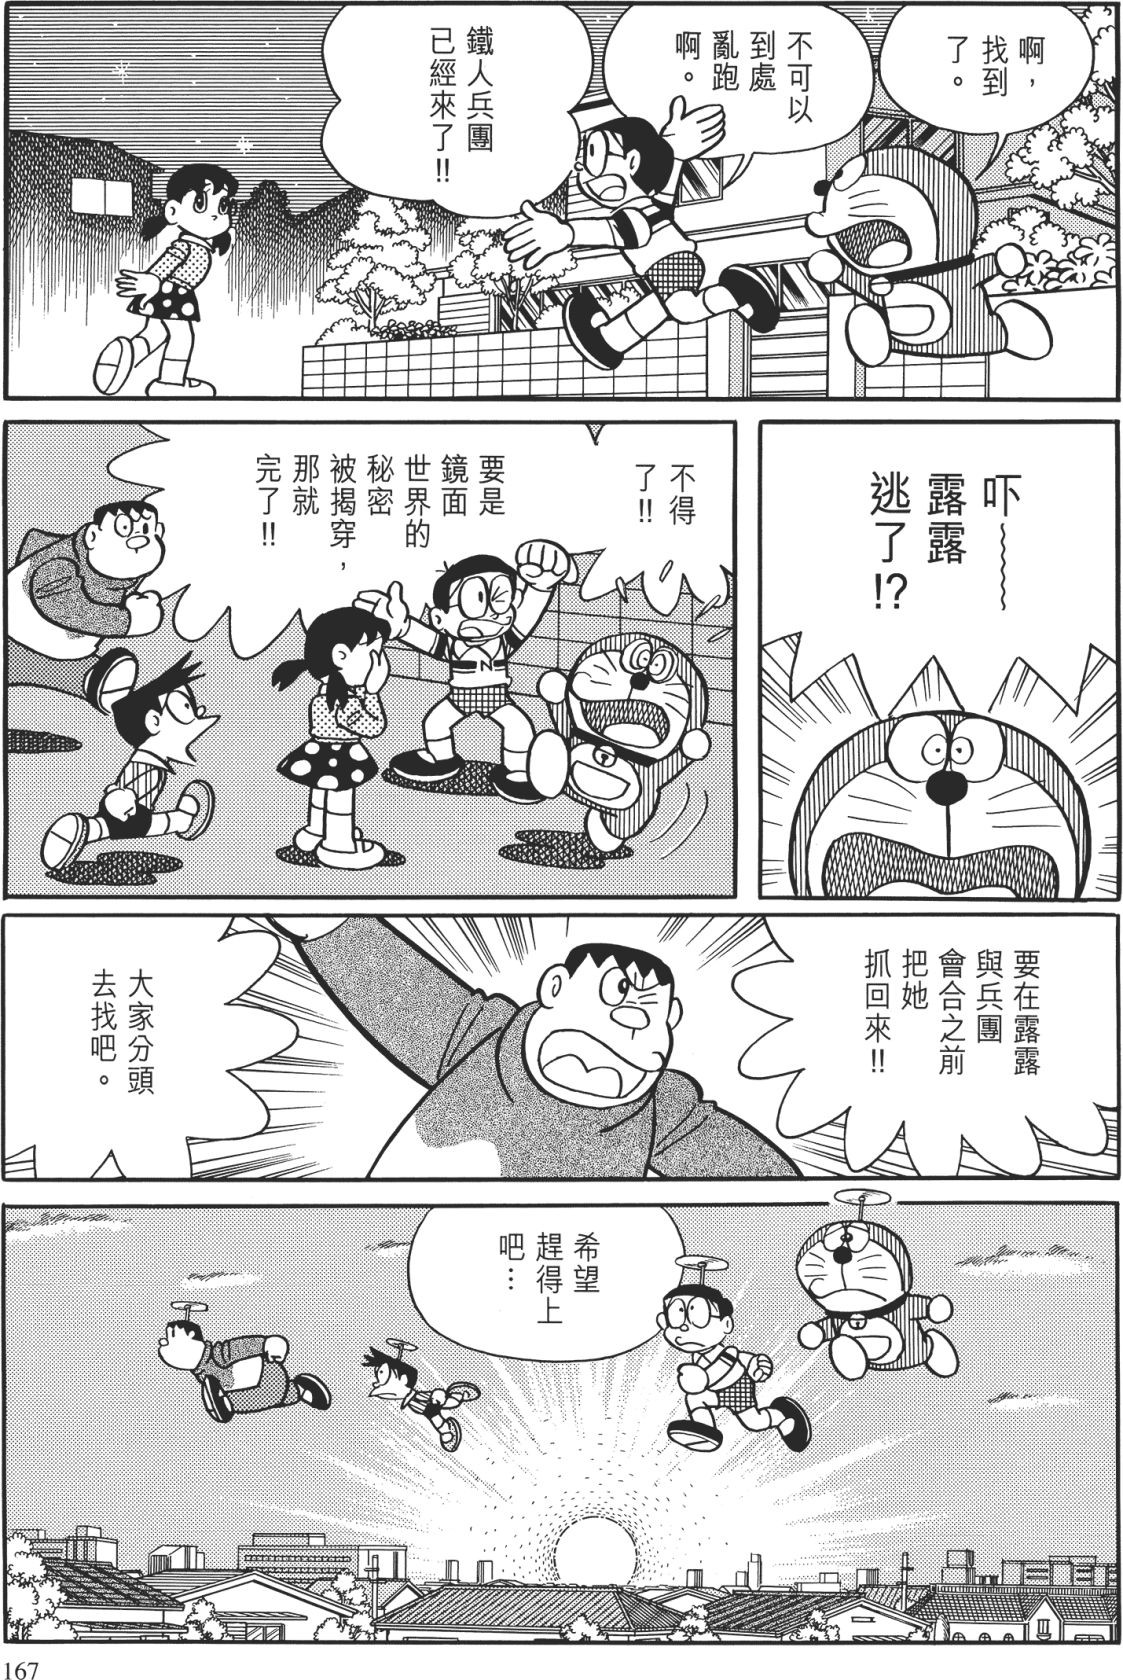 啊，
找到
了。
不可以
到處
亂跑
啊。
鐵人兵團
已經來了!!
吓~~~~
露露
逃了!?
不得
了!!
要是
鏡面
世界的
秘密
被揭穿，
那就
完了!!
要在露露
與兵團
會合之前
把她
抓回來!!
大家分頭
去找吧。
希望
趕得上
吧…
N
167